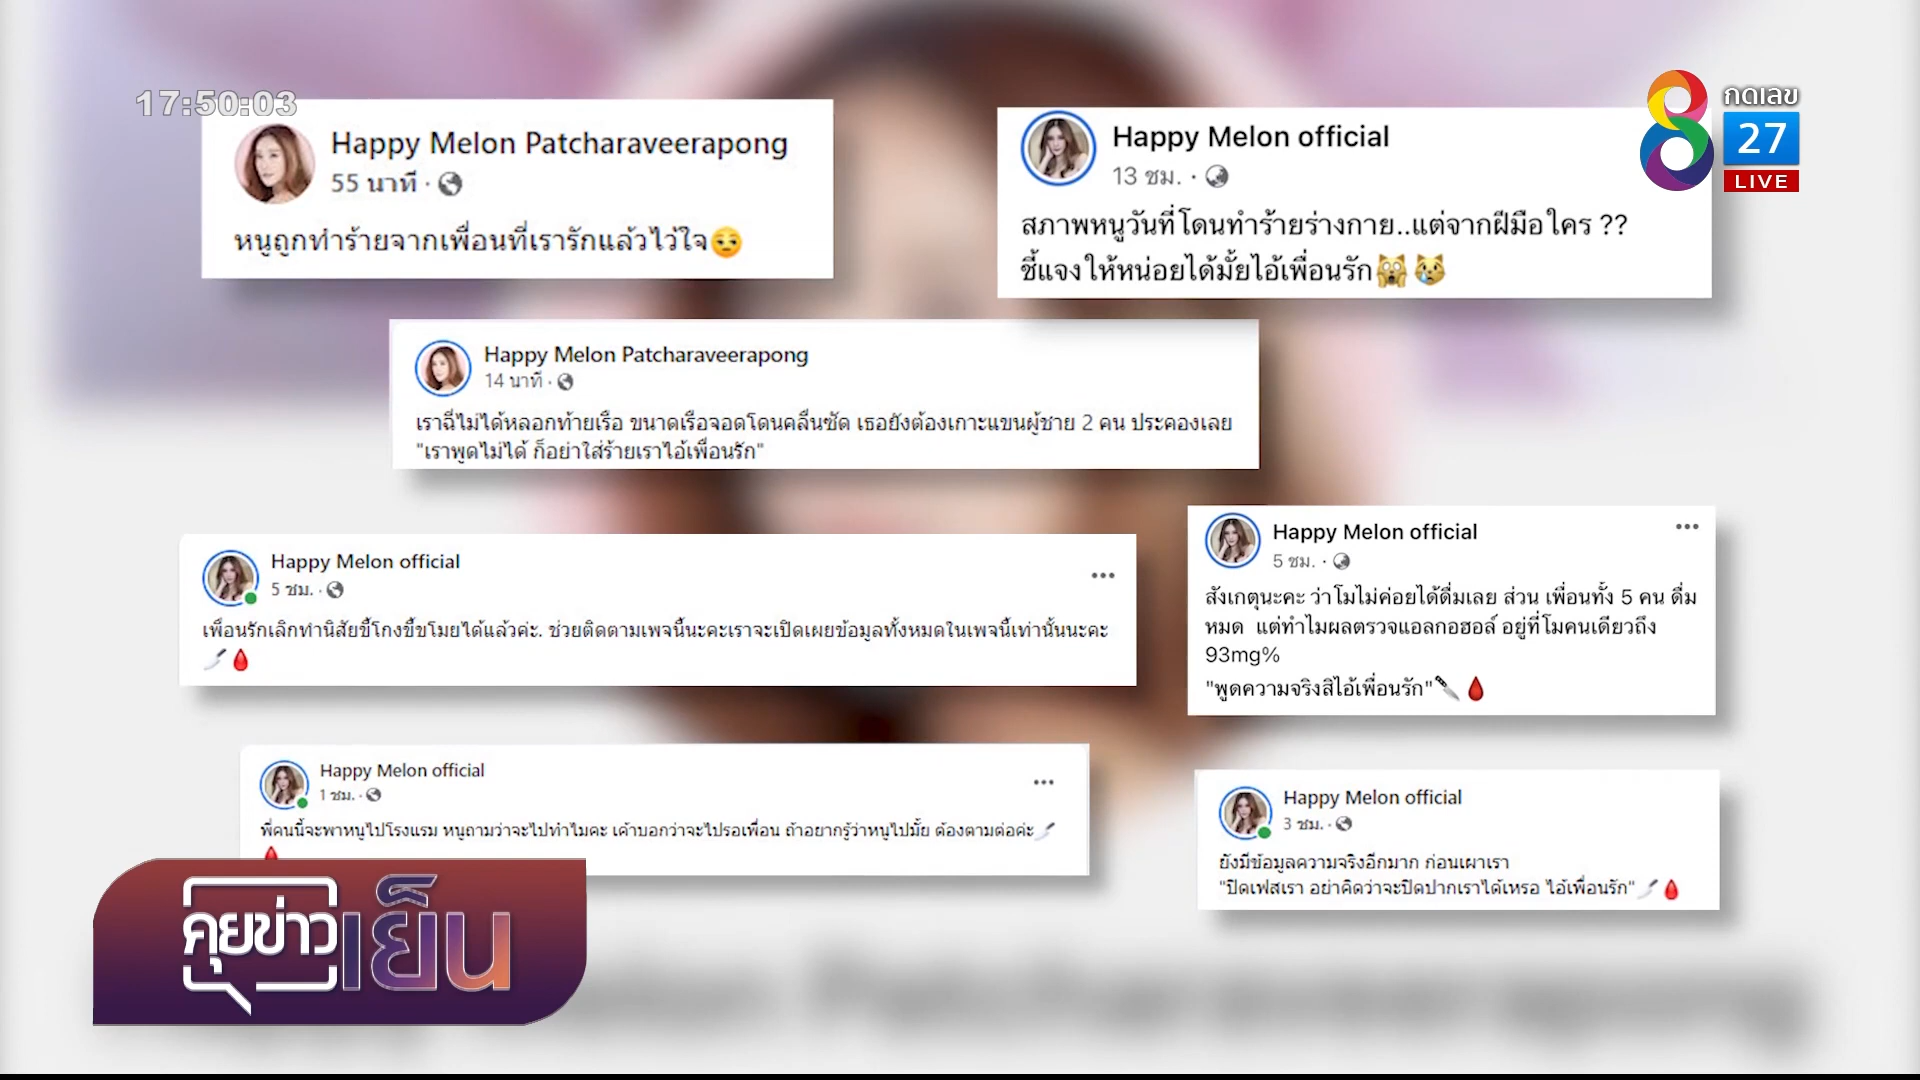 17:50:03
กดเลข
27
LIVE
Happy Melon Patcharaveerapong
55 นาที ·
หนูถูกทำร้ายจากเพื่อนที่เรารักแล้วไว้ใจ😒
Happy Melon official
13 ชม. ·
สภาพหนูวันที่โดนทำร้ายร่างกาย..แต่จากฝีมือใคร ??
ชี้แจงให้หน่อยได้มั้ยไอ้เพื่อนรัก🙀😿
Happy Melon Patcharaveerapong
14 นาที ·
เราฉี่ไม่ได้หลอกท้ายเรือ ขนาดเรือจอดโดนคลื่นซัด เธอยังต้องเกาะแขนผู้ชาย 2 คน ประคองเลย
"เราพูดไม่ได้ ก็อย่าใส่ร้ายเราไอ้เพื่อนรัก"
Happy Melon official
5 ชม. ·
เพื่อนรักเลิกทำนิสัยขี้โกงขี้ขโมยได้แล้วค่ะ. ช่วยติดตามเพจนี้นะคะเราจะเปิดเผยข้อมูลทั้งหมดในเพจนี้เท่านั้นนะคะ
🔪🩸
Happy Melon official
5 ชม. ·
สังเกตุนะคะ ว่าโมไม่ค่อยได้ดื่มเลย ส่วน เพื่อนทั้ง 5 คน ดื่ม
หมด แต่ทำไมผลตรวจแอลกอฮอล์ อยู่ที่โมคนเดียวถึง
93mg%
"พูดความจริงสิไอ้เพื่อนรัก"🔪🩸
Happy Melon official
1 ชม. ·
พี่คนนี้จะพาหนูไปโรงแรม หนูถามว่าจะไปทำไมคะ เค้าบอกว่าจะไปรอเพื่อน ถ้าอยากรู้ว่าหนูไปมั้ย ต้องตามต่อค่ะ🔪
🩸
Happy Melon official
3 ชม. ·
ยังมีข้อมูลความจริงอีกมาก ก่อนเผาเรา
"ปิดเฟสเรา อย่าคิดว่าจะปิดปากเราได้เหรอ ไอ้เพื่อนรัก"🔪🩸
คุยข่าวเย็น